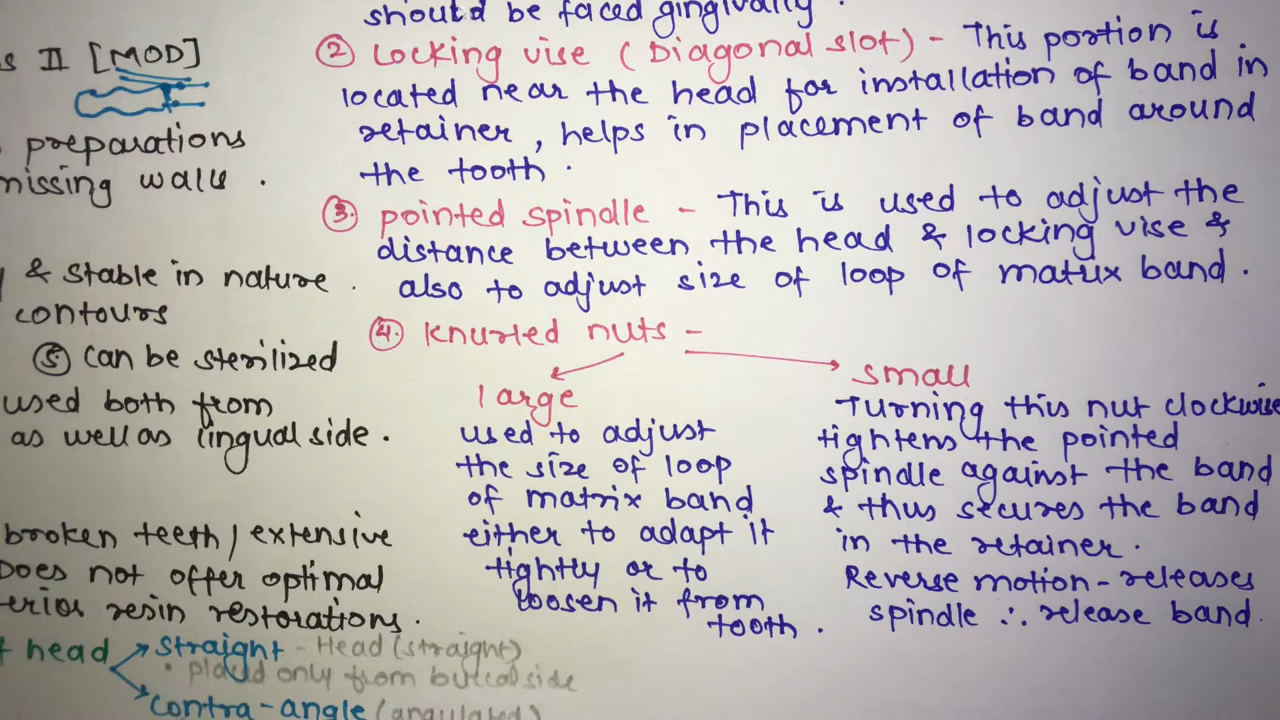 should be faced gingivally.
s II [MOD]
preparations
missing walls .
& stable in nature .
contours
⑤ can be sterilized
used both from
as well as lingual side .
broken teeth / extensive
Does not offer optimal
resin restorations .
head
straight - Head (straight)
• placed only from buccal side
contra-angle (angulated)
② Locking vise (Diagonal slot) - This portion is
located near the head for installation of band in
retainer, helps in placement of band around
the tooth .
③ pointed spindle - This is used to adjust the
distance between the head & locking vise &
also to adjust size of loop of matrix band .
④ knurled nuts -
large
used to adjust
the size of loop
of matrix band
either to adapt it
tightly or to
loosen it from
tooth .
small
Turning this nut clockwise
tightens the pointed
spindle against the band
& thus secures the band
in the retainer .
Reverse motion - releases
spindle ∴ release band .